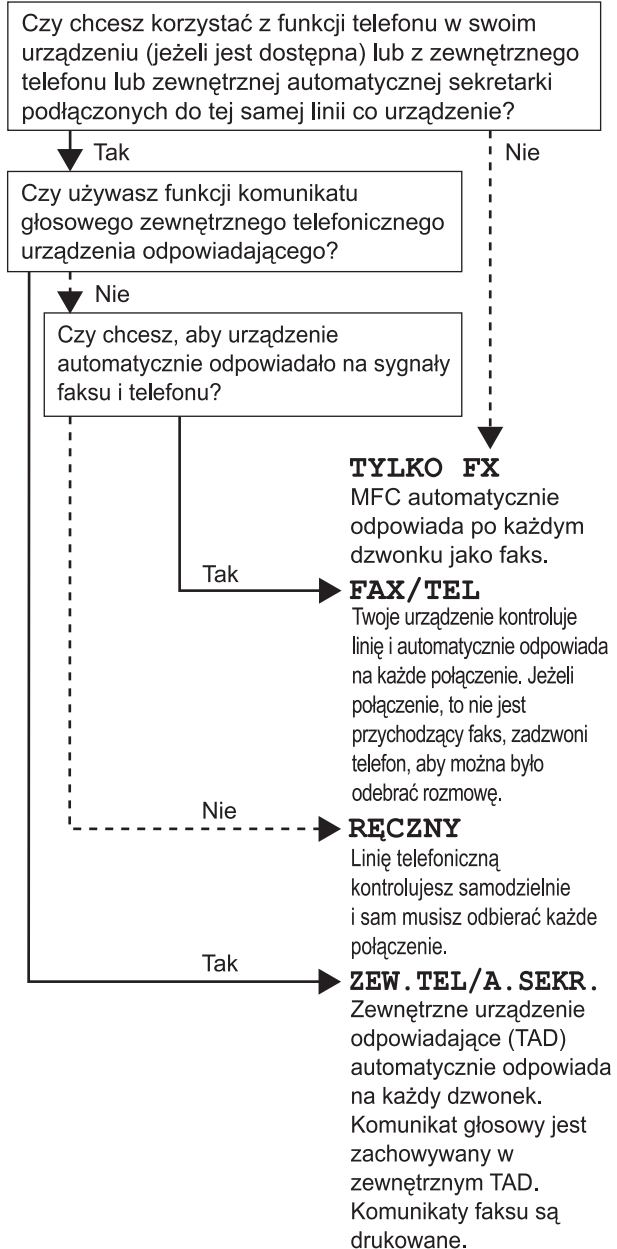 Czy chcesz korzystać z funkcji telefonu w swoim
urządzeniu (jeżeli jest dostępna) lub z zewnętrznego
telefonu lub zewnętrznej automatycznej sekretarki
podłączonych do tej samej linii co urządzenie?
Tak
Nie
Czy używasz funkcji komunikatu
głosowego zewnętrznego telefonicznego
urządzenia odpowiadającego?
Nie
Czy chcesz, aby urządzenie
automatycznie odpowiadało na sygnały
faksu i telefonu?
TYLKO FX
MFC automatycznie
odpowiada po każdym
dzwonku jako faks.
Tak
FAX/TEL
Twoje urządzenie kontroluje
linię i automatycznie odpowiada
na każde połączenie. Jeżeli
połączenie, to nie jest
przychodzący faks, zadzwoni
telefon, aby można było
odebrać rozmowę.
Nie
RĘCZNY
Linię telefoniczną
kontrolujesz samodzielnie
i sam musisz odbierać każde
połączenie.
Tak
ZEW.TEL/A.SEKR.
Zewnętrzne urządzenie
odpowiadające (TAD)
automatycznie odpowiada
na każdy dzwonek.
Komunikat głosowy jest
zachowywany w
zewnętrznym TAD.
Komunikaty faksu są
drukowane.